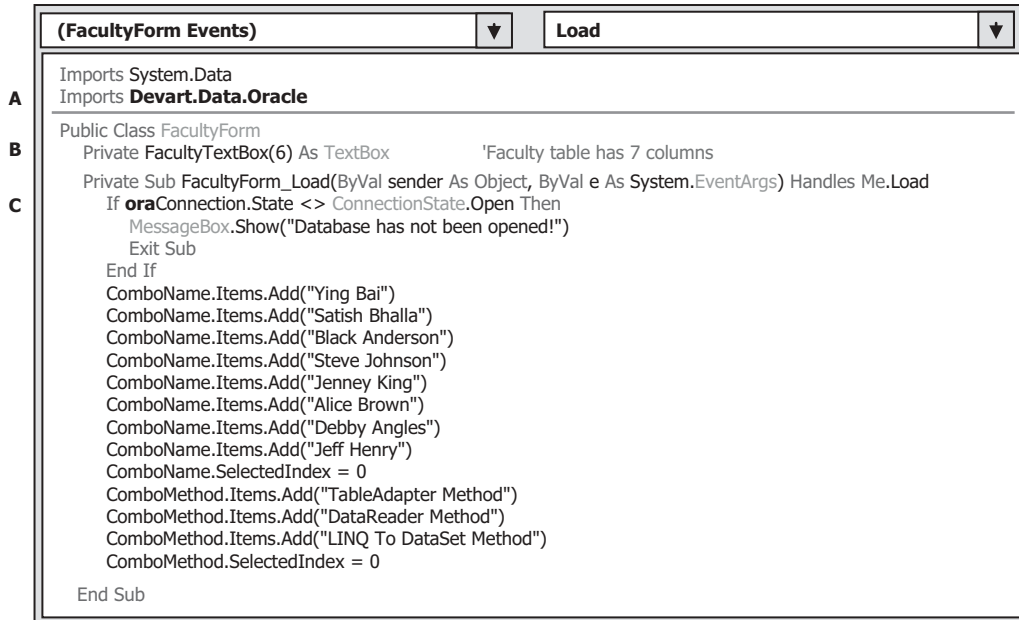 (FacultyForm Events) Load
Imports System.Data
A Imports Devart.Data.Oracle
Public Class FacultyForm
B Private FacultyTextBox(6) As TextBox 'Faculty table has 7 columns
Private Sub FacultyForm_Load(ByVal sender As Object, ByVal e As System.EventArgs) Handles Me.Load
C If oraConnection.State <> ConnectionState.Open Then
MessageBox.Show("Database has not been opened!")
Exit Sub
End If
ComboName.Items.Add("Ying Bai")
ComboName.Items.Add("Satish Bhalla")
ComboName.Items.Add("Black Anderson")
ComboName.Items.Add("Steve Johnson")
ComboName.Items.Add("Jenney King")
ComboName.Items.Add("Alice Brown")
ComboName.Items.Add("Debby Angles")
ComboName.Items.Add("Jeff Henry")
ComboName.SelectedIndex = 0
ComboMethod.Items.Add("TableAdapter Method")
ComboMethod.Items.Add("DataReader Method")
ComboMethod.Items.Add("LINQ To DataSet Method")
ComboMethod.SelectedIndex = 0
End Sub